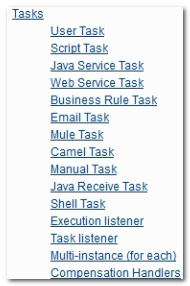 Tasks
User Task
Script Task
Java Service Task
Web Service Task
Business Rule Task
Email Task
Mule Task
Camel Task
Manual Task
Java Receive Task
Shell Task
Execution listener
Task listener
Multi-instance (for each)
Compensation Handlers